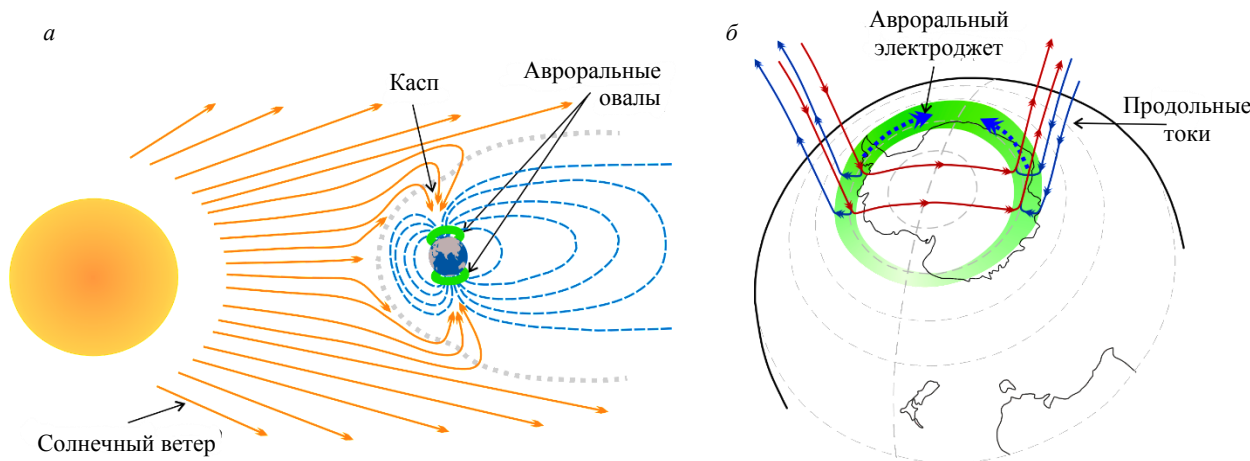 а
Касп
Авроральные
овалы
Солнечный ветер
б
Авроральный
электроджет
Продольные
токи